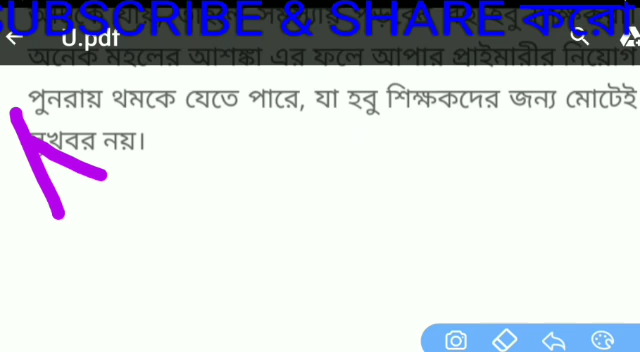 SUBSCRIBE & SHARE করো
U.pdf
অনেক মহলের আশঙ্কা এর ফলে আপার প্রাইমারীর নিয়োগ
পুনরায় থমকে যেতে পারে, যা হবু শিক্ষকদের জন্য মোটেই
সুখবর নয়।